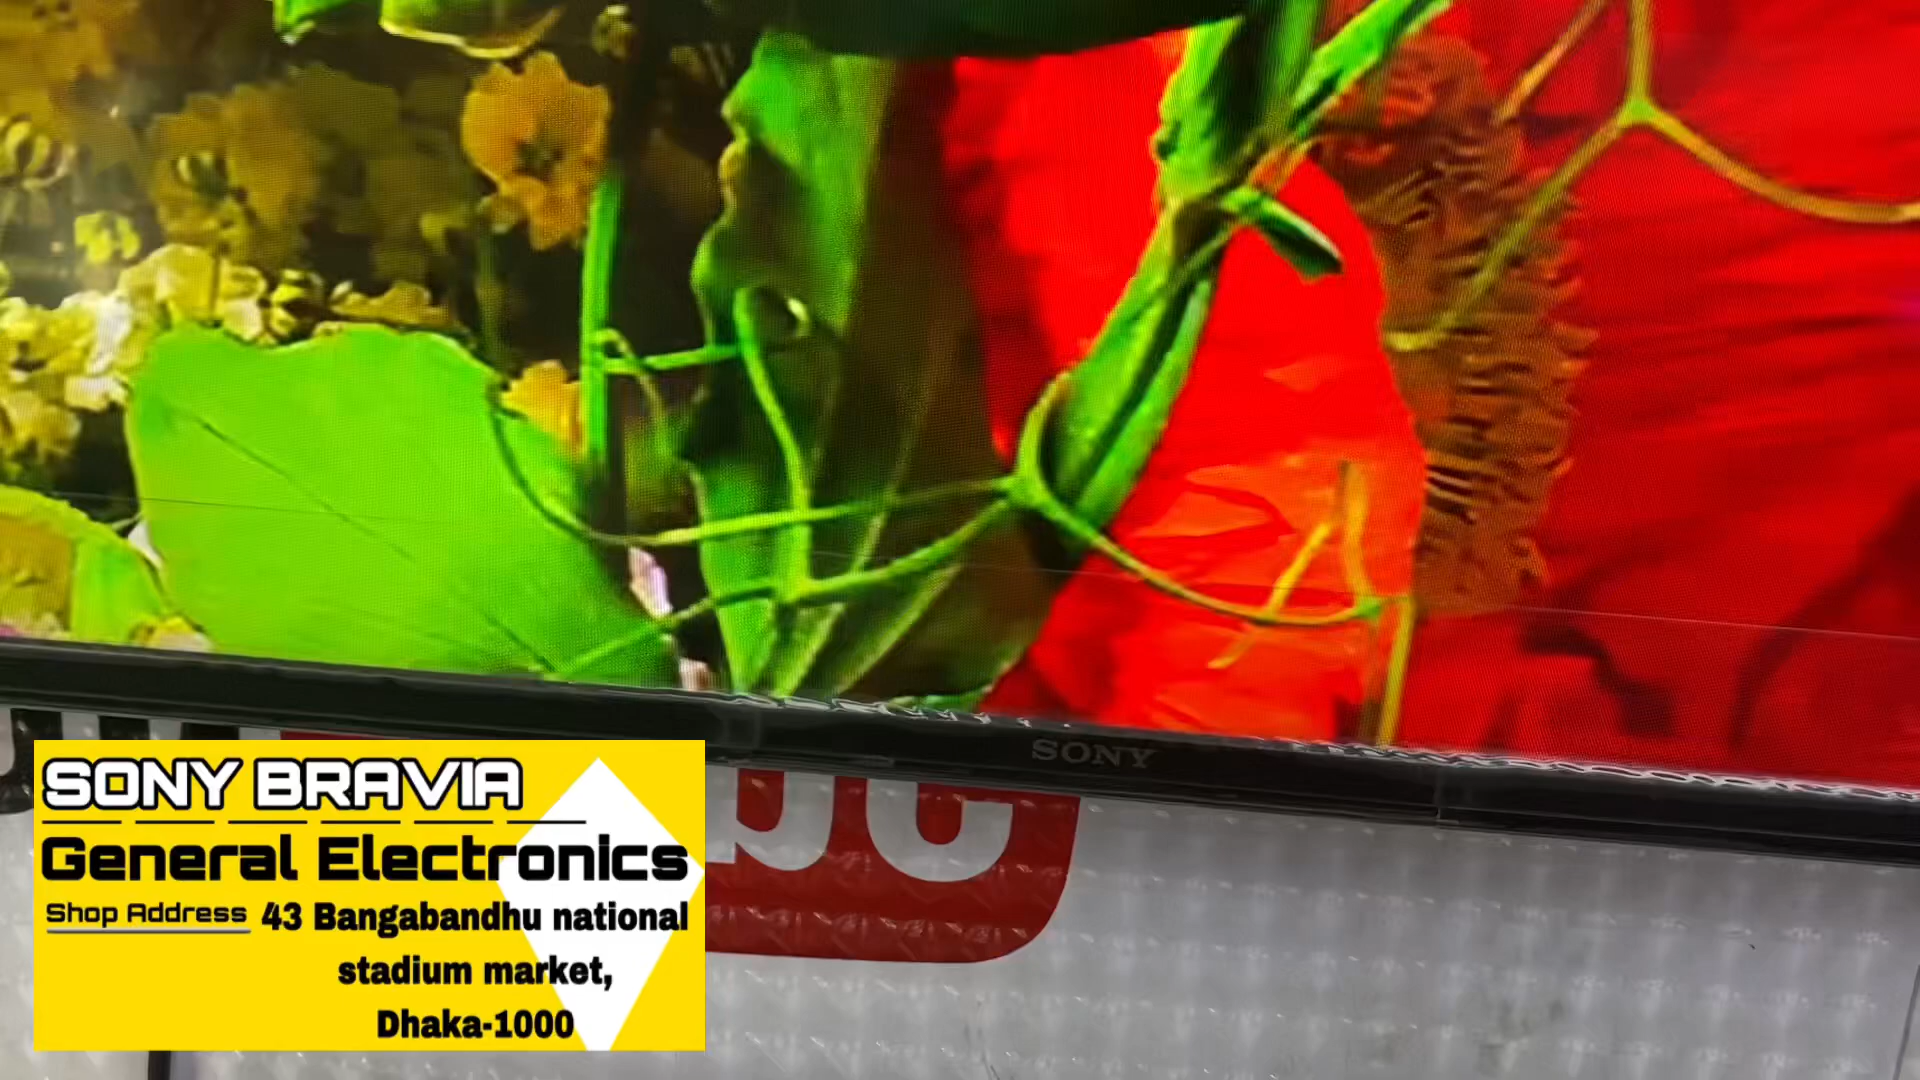 SONY
SONY BRAVIA
General Electronics
Shop Address 43 Bangabandhu national
stadium market,
Dhaka-1000